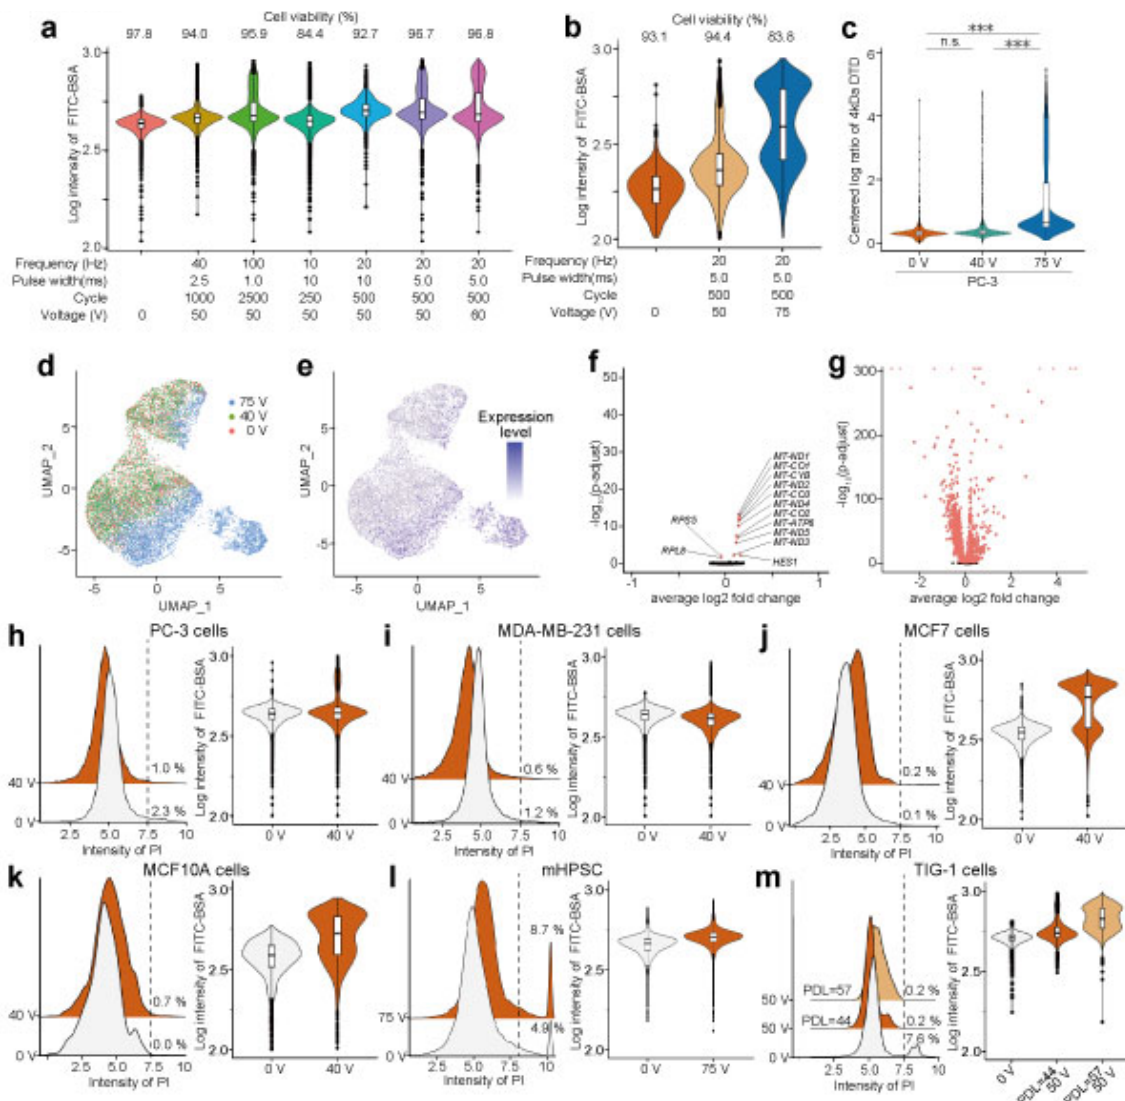 a
Cell viability (%)
97.8 94.0 95.9 84.4 92.7 96.7 96.8
Log intensity of FITC-BSA
3.0
2.5
2.0
Frequency (Hz) 40 100 10 20 20 20
Pulse width(ms) 2.5 1.0 10 10 5.0 5.0
Cycle 1000 2500 250 500 500 500
Voltage (V) 0 50 50 50 50 50 60
b
Cell viability (%)
93.1 94.4 83.8
Log intensity of FITC-BSA
3.0
2.5
2.0
Frequency (Hz) 20 20
Pulse width(ms) 5.0 5.0
Cycle 500 500
Voltage (V) 0 50 75
c
***
n.s. ***
Centered log ratio of 4kDa DTD
6
4
2
0
0 V 40 V 75 V
PC-3
d
75 V
40 V
0 V
UMAP_2
5
0
-5
-5 0 5
UMAP_1
e
Expression
level
UMAP_2
5
0
-5
-5 0 5
UMAP_1
f
-log10(p-adjust)
50
40
30
20
10
0
MT-ND1
MT-CO1
MT-CYB
MT-ND2
MT-CO3
MT-ND4
MT-CO2
MT-ATP6
MT-ND5
MT-ND3
HES1
RPS5
RPL8
-1 0 1
average log2 fold change
g
-log10(p-adjust)
300
200
100
0
-2 0 2 4
average log2 fold change
h
PC-3 cells
40 V 1.0 %
0 V 2.3 %
2.5 5.0 7.5 10
Intensity of PI
Log intensity of FITC-BSA
3.0
2.5
2.0
0 V 40 V
i
MDA-MB-231 cells
40 V 0.6 %
0 V 1.2 %
2.5 5.0 7.5 10
Intensity of PI
Log intensity of FITC-BSA
3.0
2.5
2.0
0 V 40 V
j
MCF7 cells
40 V 0.2 %
0 V 0.1 %
2.5 5.0 7.5 10
Intensity of PI
Log intensity of FITC-BSA
3.0
2.5
2.0
0 V 40 V
k
MCF10A cells
40 V 0.7 %
0 V 0.0 %
2.5 5.0 7.5 10
Intensity of PI
Log intensity of FITC-BSA
3.0
2.5
2.0
0 V 40 V
l
mHPSC
8.7 %
75 V
4.9 %
0 V
2.5 5.0 7.5 10
Intensity of PI
Log intensity of FITC-BSA
3.0
2.5
2.0
0 V 75 V
m
TIG-1 cells
PDL=57
50 V 0.2 %
PDL=44
50 V 0.2 %
7.6 %
0 V
2.5 5.0 7.5 10
Intensity of PI
Log intensity of FITC-BSA
3.0
2.5
2.0
0 V
PDL=44
50 V
PDL=57
50 V